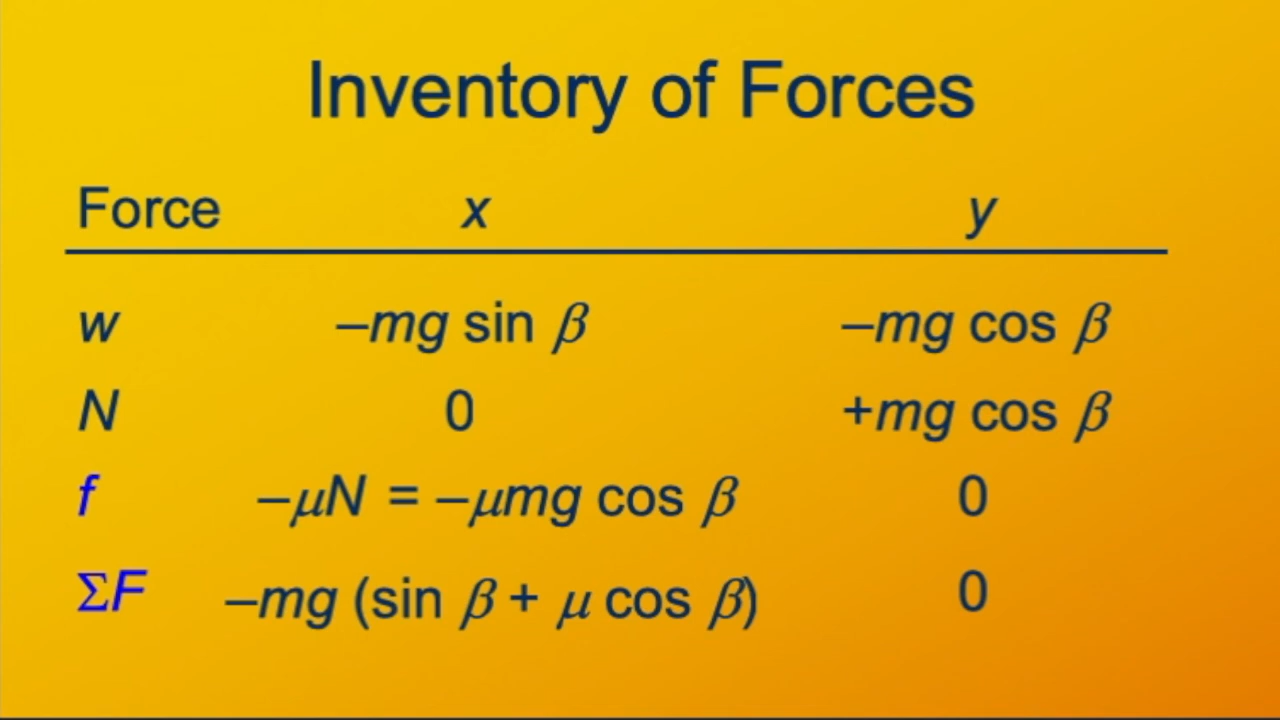 Inventory of Forces
Force x y
w –mg sin β –mg cos β
N 0 +mg cos β
f –μN = –μmg cos β 0
ΣF –mg (sin β + μ cos β) 0